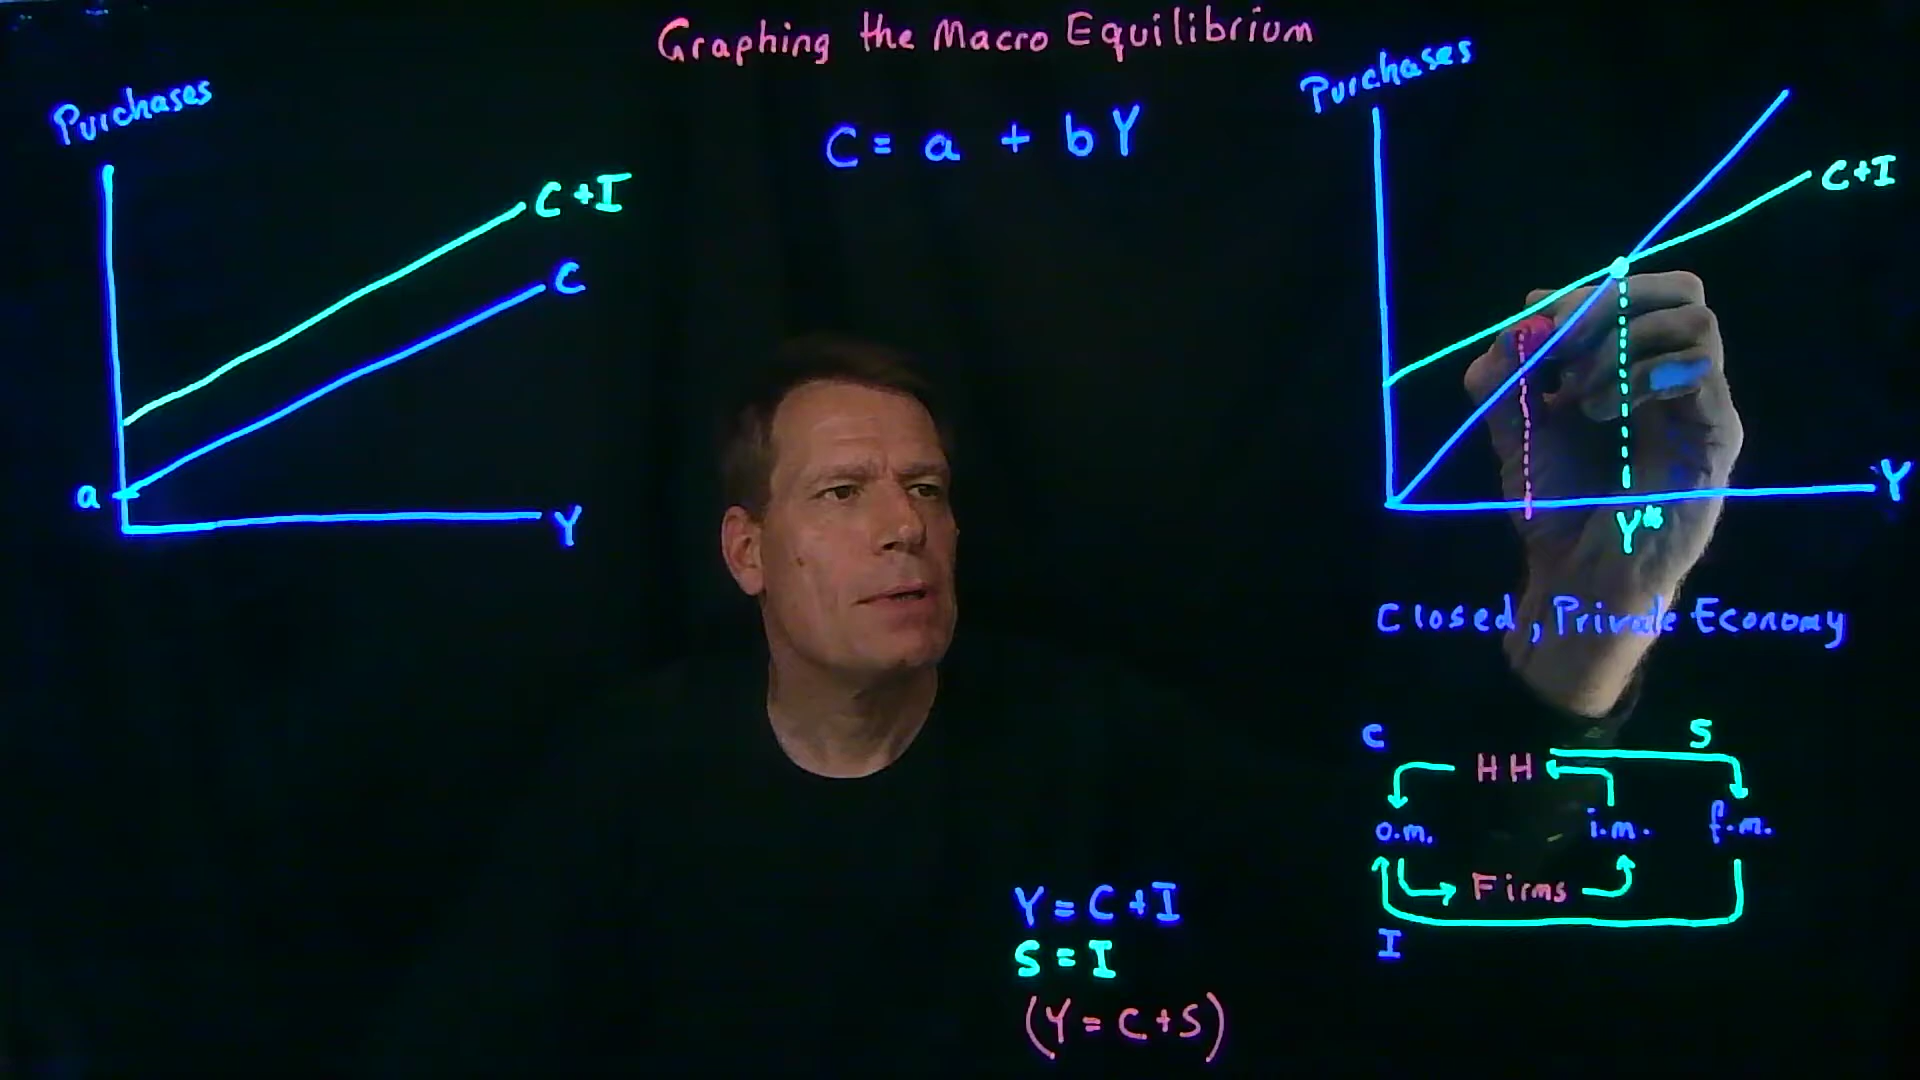 Graphing the Macro Equilibrium
Purchases
C+I
C
a
Y
C = a + bY
Purchases
C+I
Y
Y*
Closed, Private Economy
C
S
HH
o.m.
i.m.
f.m.
Firms
I
Y = C+I
S = I
(Y = C+S)